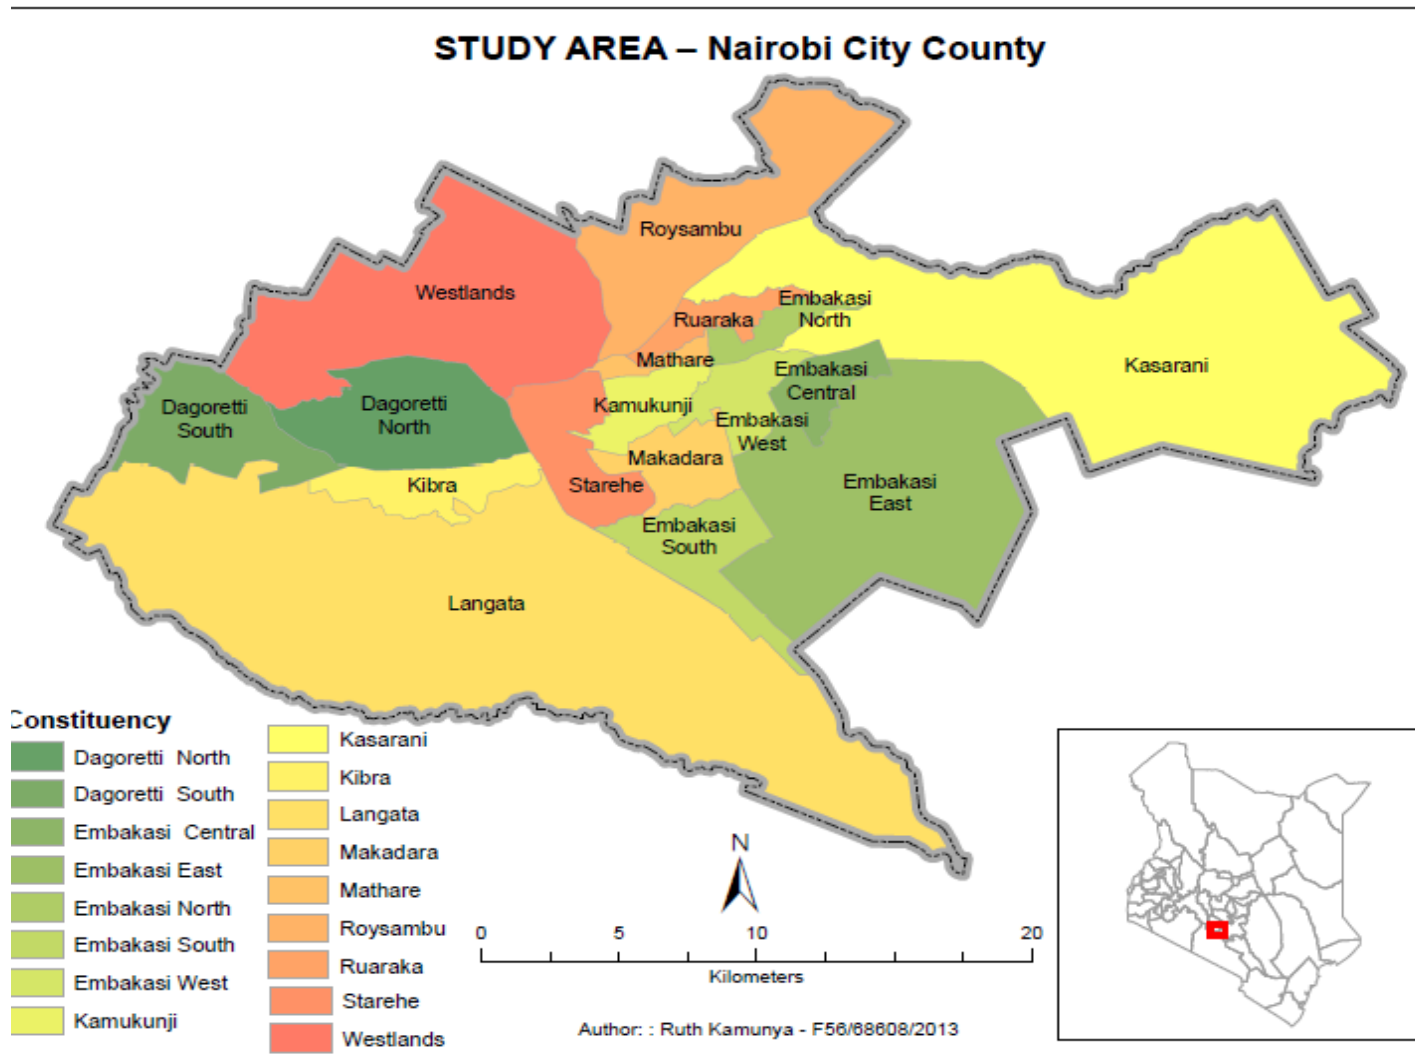 STUDY AREA – Nairobi City County
Roysambu
Westlands
Embakasi
North
Ruaraka
Mathare
Kasarani
Embakasi
Central
Dagoretti
South
Dagoretti
North
Kamukunji
Embakasi
West
Makadara
Kibra
Starehe
Embakasi
East
Embakasi
South
Langata
Constituency
Dagoretti North
Dagoretti South
Embakasi Central
Embakasi East
Embakasi North
Embakasi South
Embakasi West
Kamukunji
Kasarani
Kibra
Langata
Makadara
Mathare
Roysambu
Ruaraka
Starehe
Westlands
N
0 5 10 20
Kilometers
Author: : Ruth Kamunya - F56/68608/2013